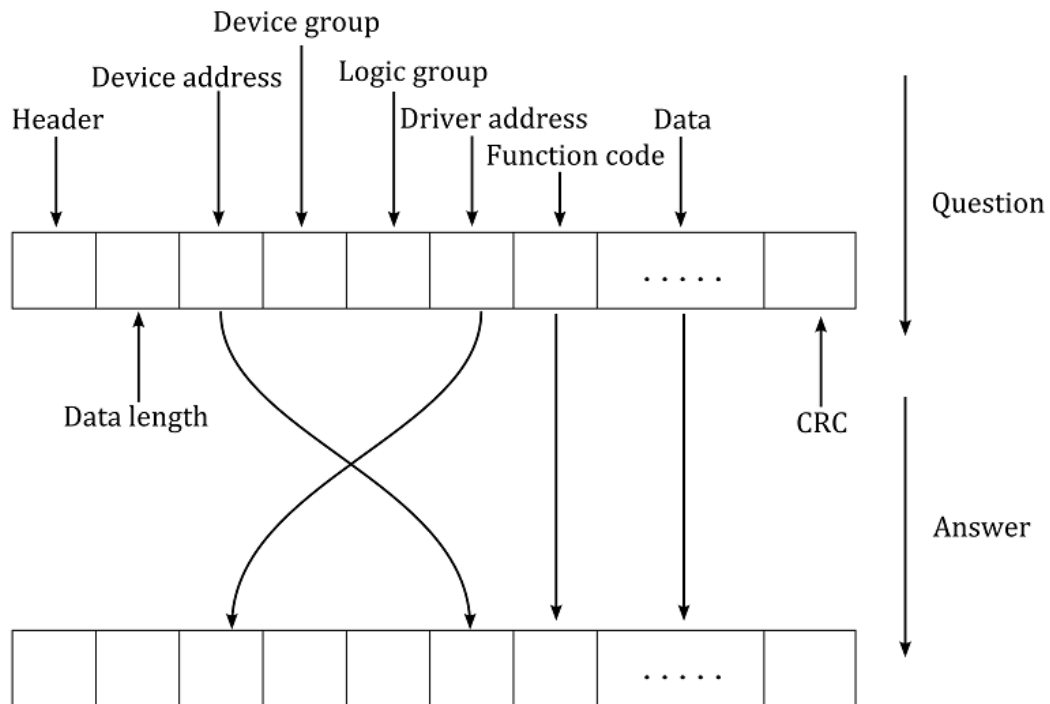 Device group
Device address
Logic group
Header
Driver address
Data
Function code
Question
.....
Data length
CRC
Answer
.....